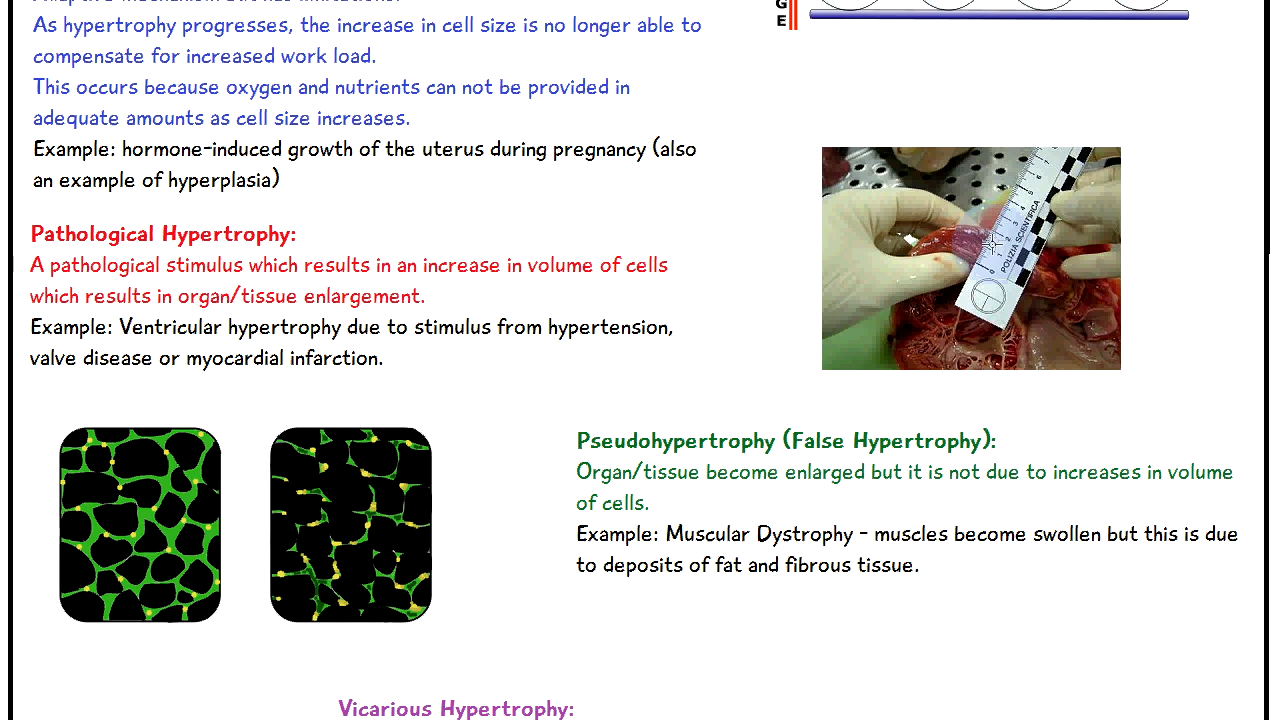 As hypertrophy progresses, the increase in cell size is no longer able to
compensate for increased work load.
This occurs because oxygen and nutrients can not be provided in
adequate amounts as cell size increases.
Example: hormone-induced growth of the uterus during pregnancy (also
an example of hyperplasia)
G
E
Pathological Hypertrophy:
A pathological stimulus which results in an increase in volume of cells
which results in organ/tissue enlargement.
Example: Ventricular hypertrophy due to stimulus from hypertension,
valve disease or myocardial infarction.
POLIZIA SCIENTIFICA
Pseudohypertrophy (False Hypertrophy):
Organ/tissue become enlarged but it is not due to increases in volume
of cells.
Example: Muscular Dystrophy - muscles become swollen but this is due
to deposits of fat and fibrous tissue.
Vicarious Hypertrophy: